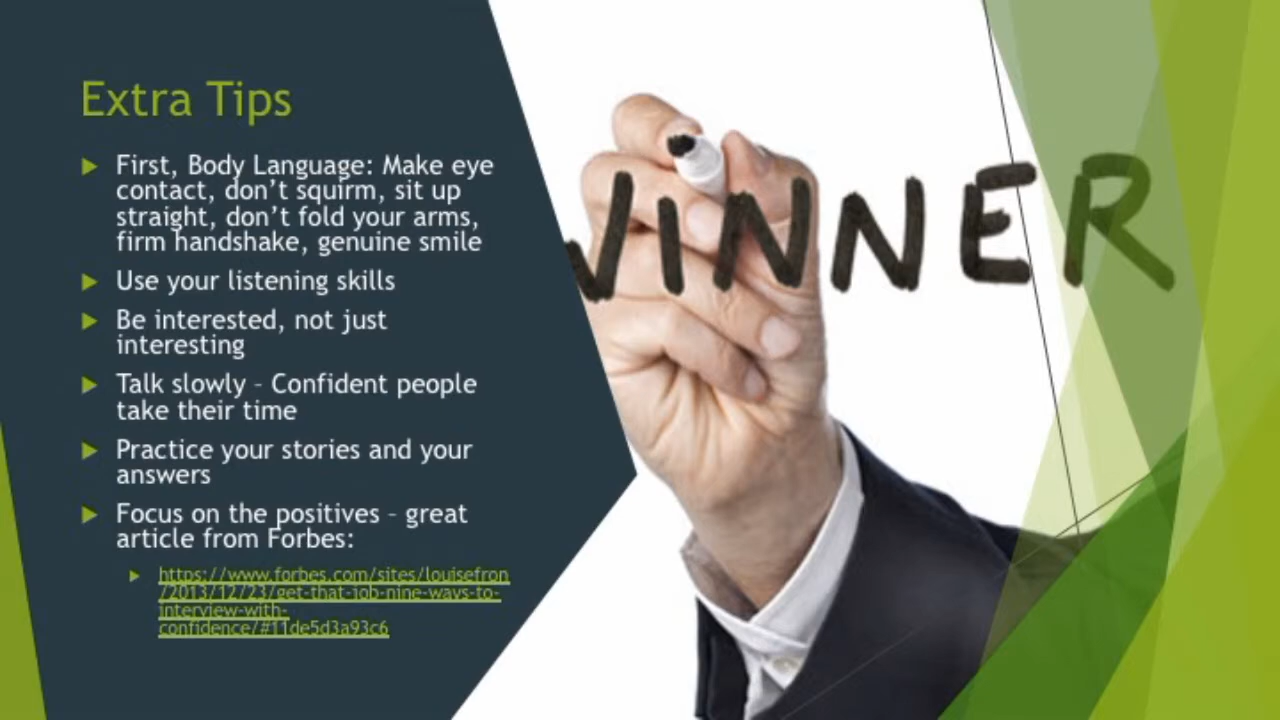 Extra Tips
First, Body Language: Make eye
contact, don't squirm, sit up
straight, don't fold your arms,
firm handshake, genuine smile
Use your listening skills
Be interested, not just
interesting
Talk slowly – Confident people
take their time
Practice your stories and your
answers
Focus on the positives – great
article from Forbes:
https://www.forbes.com/sites/louisefron
/2013/12/23/get-that-job-nine-ways-to-
interview-with-
confidence/#11de5d3a93c6
WINNER